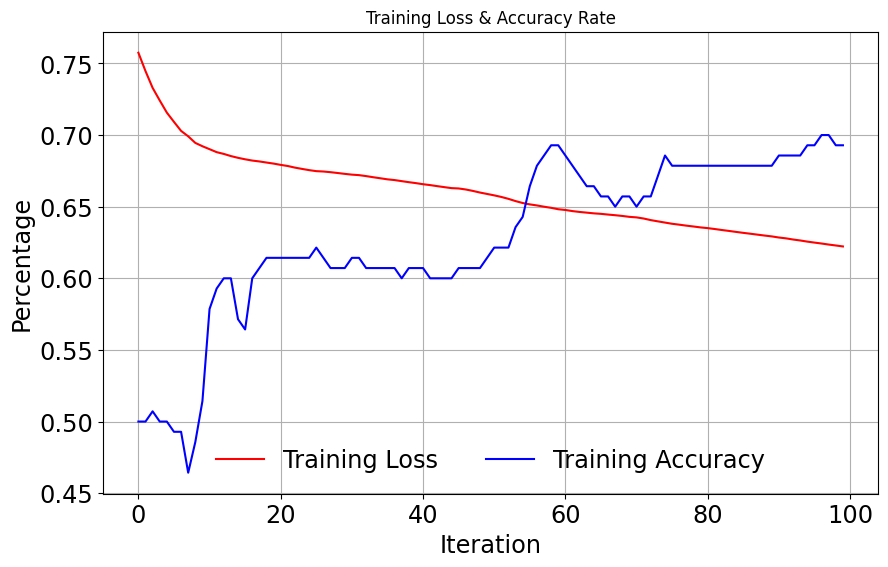 Training Loss & Accuracy Rate
Percentage
0.75
0.70
0.65
0.60
0.55
0.50
0.45
Training Loss
Training Accuracy
0 20 40 60 80 100
Iteration